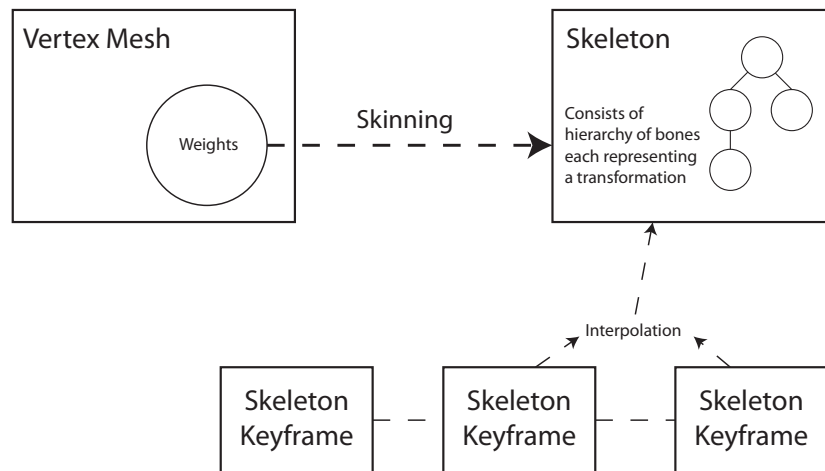 Vertex Mesh
Weights
Skinning
Skeleton
Consists of
hierarchy of bones
each representing
a transformation
Interpolation
Skeleton
Keyframe
Skeleton
Keyframe
Skeleton
Keyframe